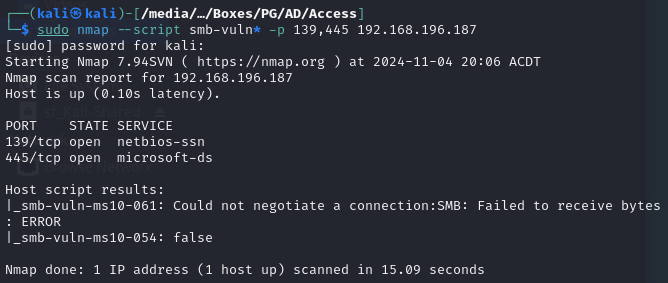 ┌──(kali㉿kali)-[/media/…/Boxes/PG/AD/Access]
└─$ sudo nmap --script smb-vuln* -p 139,445 192.168.196.187
[sudo] password for kali:
Starting Nmap 7.94SVN ( https://nmap.org ) at 2024-11-04 20:06 ACDT
Nmap scan report for 192.168.196.187
Host is up (0.10s latency).

PORT    STATE SERVICE
139/tcp open  netbios-ssn
445/tcp open  microsoft-ds

Host script results:
|_smb-vuln-ms10-061: Could not negotiate a connection:SMB: Failed to receive bytes
: ERROR
|_smb-vuln-ms10-054: false

Nmap done: 1 IP address (1 host up) scanned in 15.09 seconds